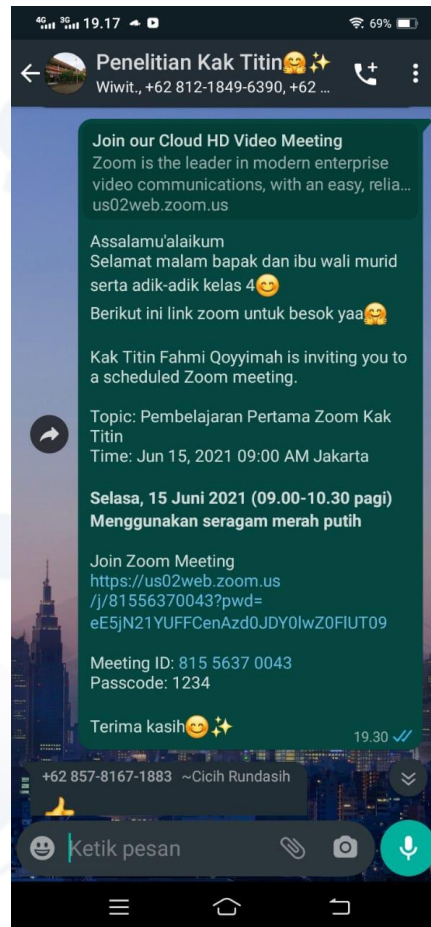 4G 3G 19.17 69%
Penelitian Kak Titin🤗✨
Wiwit., +62 812-1849-6390, +62 ...
Join our Cloud HD Video Meeting
Zoom is the leader in modern enterprise
video communications, with an easy, relia...
us02web.zoom.us
Assalamu'alaikum
Selamat malam bapak dan ibu wali murid
serta adik-adik kelas 4😊
Berikut ini link zoom untuk besok yaa🤗
Kak Titin Fahmi Qoyyimah is inviting you to
a scheduled Zoom meeting.
Topic: Pembelajaran Pertama Zoom Kak
Titin
Time: Jun 15, 2021 09:00 AM Jakarta
Selasa, 15 Juni 2021 (09.00-10.30 pagi)
Menggunakan seragam merah putih
Join Zoom Meeting
https://us02web.zoom.us
/j/81556370043?pwd=
eE5jN21YUFFCenAzd0JDY0lwZ0FlUT09
Meeting ID: 815 5637 0043
Passcode: 1234
Terima kasih😊✨
19.30
+62 857-8167-1883 ~Cicih Rundasih
👍
Ketik pesan